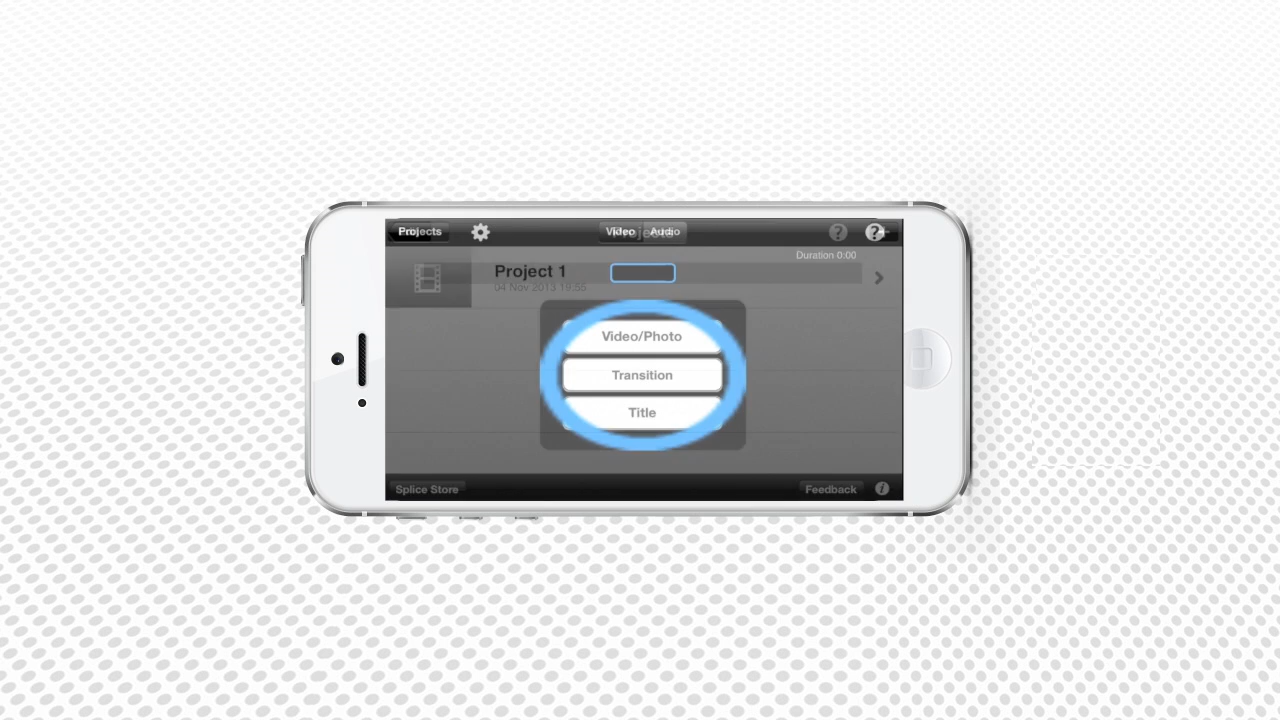 Projects
Video Audio
Projects
? ?
Duration 0:00
Project 1
04 Nov 2013 19:55
Video/Photo
Transition
Title
Splice Store
Feedback
i